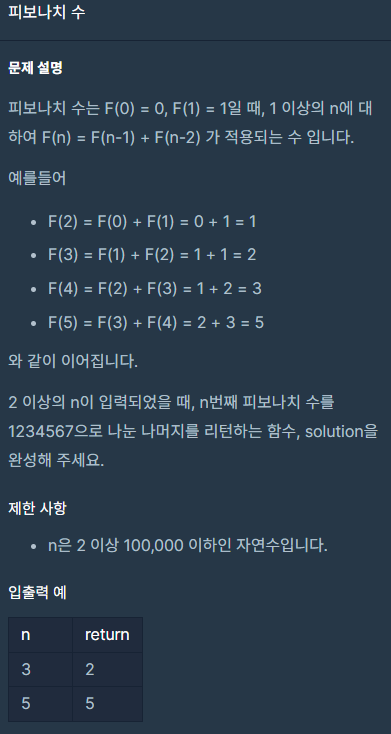 피보나치 수
문제 설명
피보나치 수는 F(0) = 0, F(1) = 1일 때, 1 이상의 n에 대
하여 F(n) = F(n-1) + F(n-2) 가 적용되는 수 입니다.
예를들어
• F(2) = F(0) + F(1) = 0 + 1 = 1
• F(3) = F(1) + F(2) = 1 + 1 = 2
• F(4) = F(2) + F(3) = 1 + 2 = 3
• F(5) = F(3) + F(4) = 2 + 3 = 5
와 같이 이어집니다.
2 이상의 n이 입력되었을 때, n번째 피보나치 수를
1234567으로 나눈 나머지를 리턴하는 함수, solution을
완성해 주세요.
제한 사항
• n은 2 이상 100,000 이하인 자연수입니다.
입출력 예
n return
3 2
5 5